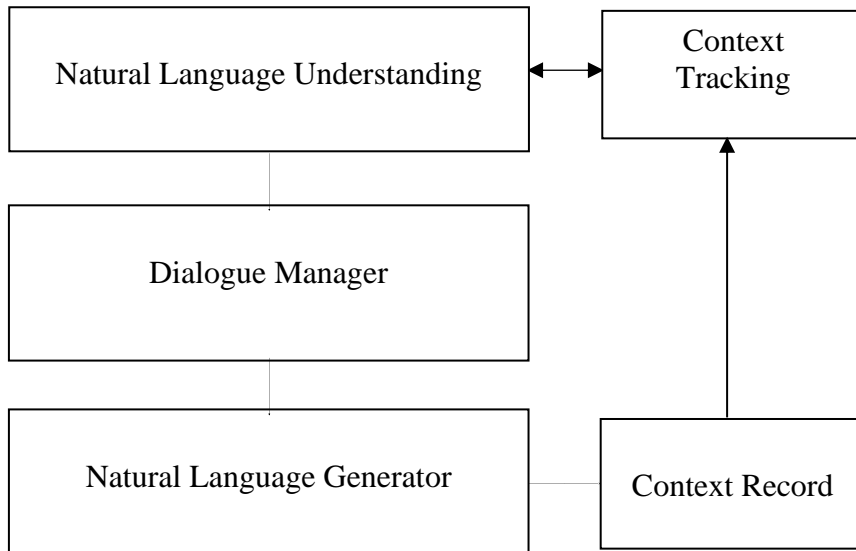 Natural Language Understanding
Context
Tracking
Dialogue Manager
Natural Language Generator
Context Record